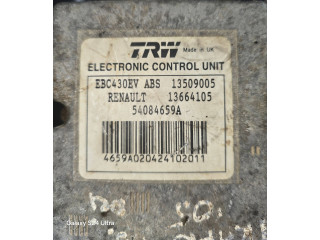 TRW Made in UK
ELECTRONIC CONTROL UNIT
EBC430EV ABS 13509005
RENAULT 13664105
54084659A
4659A020424102011